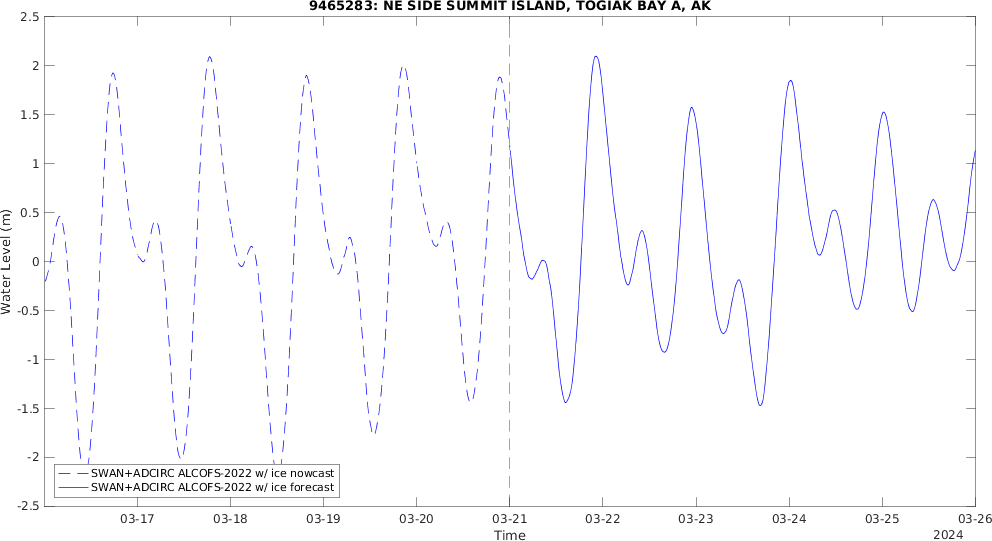 9465283: NE SIDE SUMMIT ISLAND, TOGIAK BAY A, AK
2.5
2
1.5
1
0.5
0
-0.5
-1
-1.5
-2
-2.5
Water Level (m)
SWAN+ADCIRC ALCOFS-2022 w/ ice nowcast
SWAN+ADCIRC ALCOFS-2022 w/ ice forecast
03-17 03-18 03-19 03-20 03-21 03-22 03-23 03-24 03-25 03-26
Time
2024